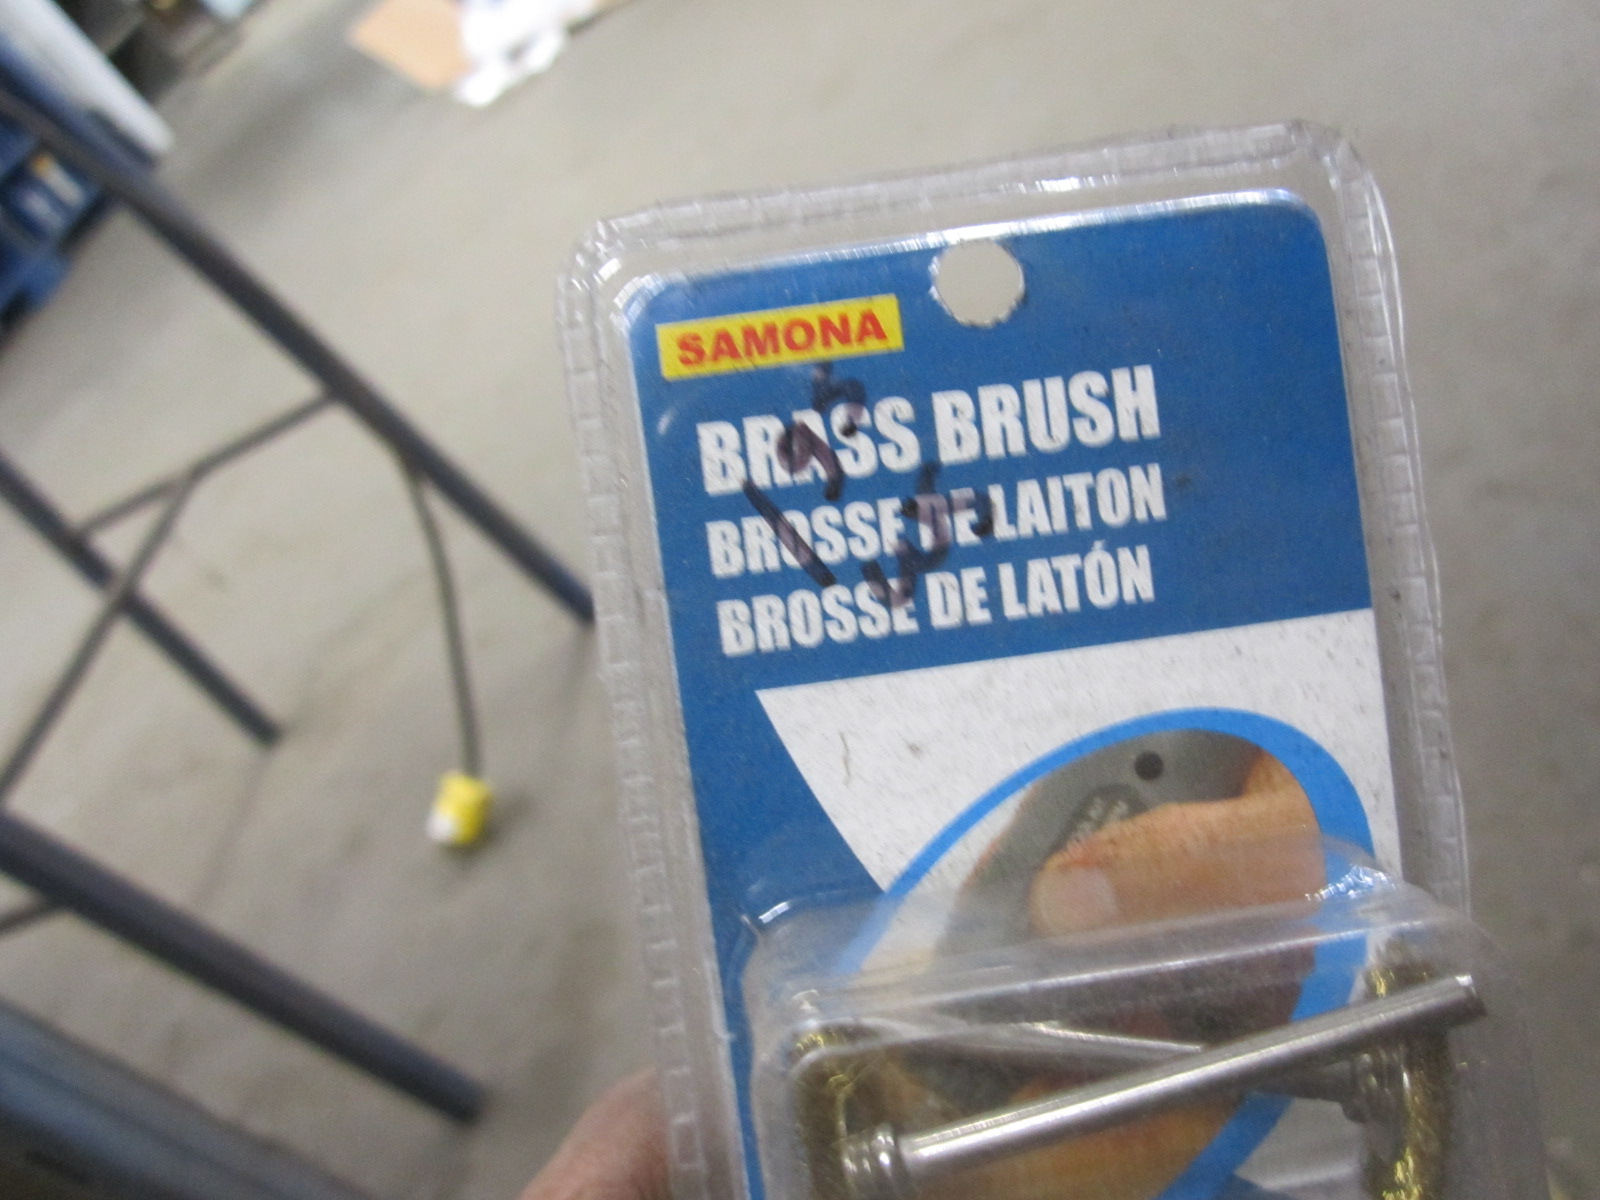 SAMONA
BRASS BRUSH
BROSSE DE LAITON
BROSSE DE LATÓN